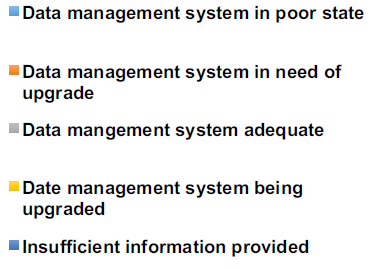 Data management system in poor state
Data management system in need of
upgrade
Data mangement system adequate
Date management system being
upgraded
Insufficient information provided